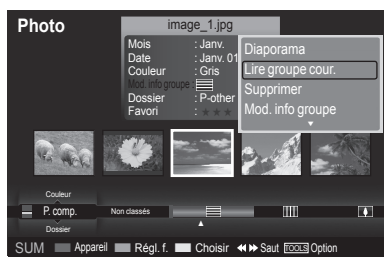 Photo
image_1.jpg
Mois : Janv.
Date : Janv. 01
Couleur : Gris
Mod. info groupe :
Dossier : P-other
Favori : ★ ★ ★
Diaporama
Lire groupe cour.
Supprimer
Mod. info groupe
Couleur
P. comp.
Non classés
Dossier
SUM Appareil Régl. f. Choisir Saut TOOLS Option